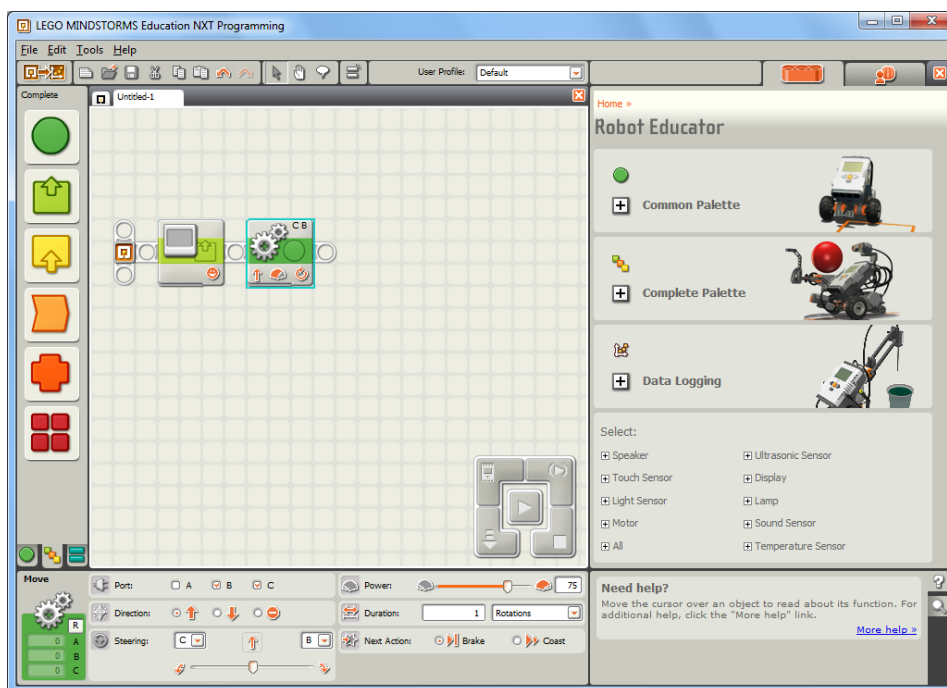 LEGO MINDSTORMS Education NXT Programming
File Edit Tools Help
User Profile: Default
Complete
Untitled-1
C B
Home »
Robot Educator
Common Palette
Complete Palette
Data Logging
Select:
Speaker
Ultrasonic Sensor
Touch Sensor
Display
Light Sensor
Lamp
Motor
Sound Sensor
All
Temperature Sensor
Move
R
0 A
0 B
0 C
Port: A B C
Direction:
Steering: C B
Power: 75
Duration: 1 Rotations
Next Action: Brake Coast
Need help?
Move the cursor over an object to read about its function. For
additional help, click the "More help" link.
More help »
?